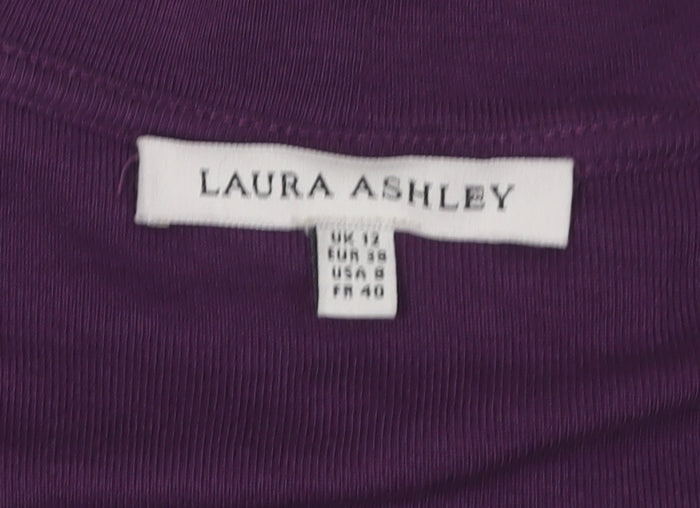 LAURA ASHLEY
UK 12
EUR 38
USA 8
FR 40